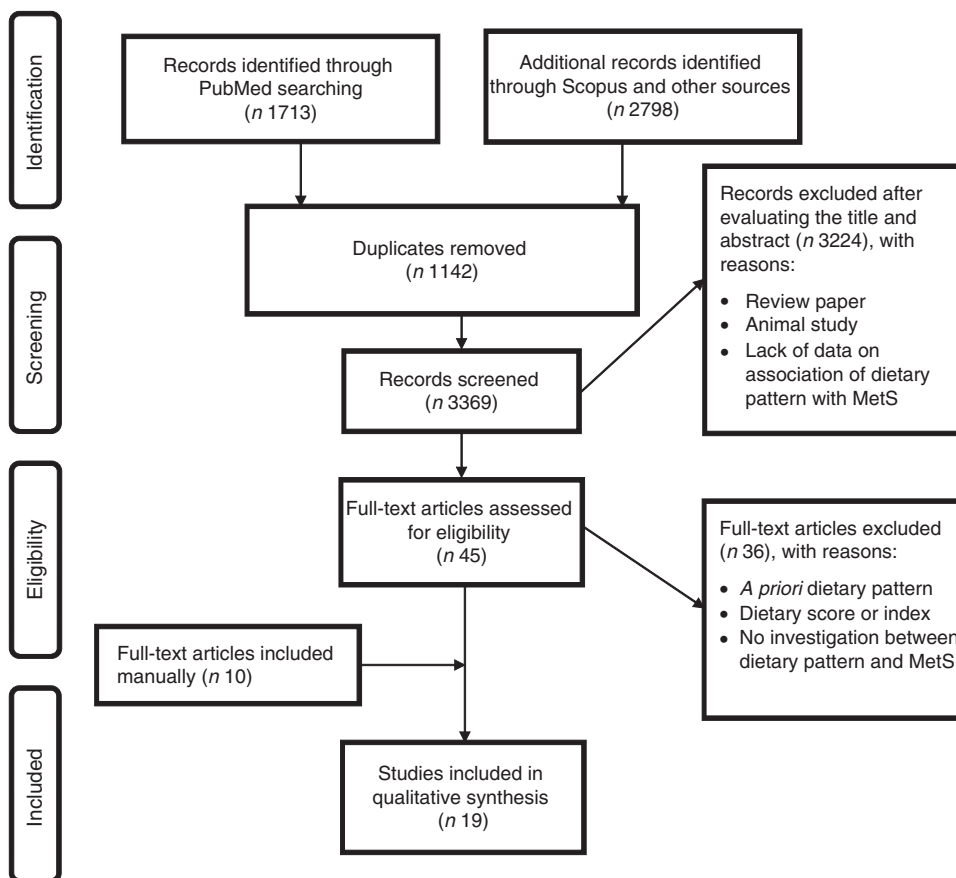 Identification
Records identified through
PubMed searching
(n 1713)
Additional records identified
through Scopus and other sources
(n 2798)
Duplicates removed
(n 1142)
Records excluded after
evaluating the title and
abstract (n 3224), with
reasons:
• Review paper
• Animal study
• Lack of data on
association of dietary
pattern with MetS
Screening
Records screened
(n 3369)
Eligibility
Full-text articles assessed
for eligibility
(n 45)
Full-text articles excluded
(n 36), with reasons:
• A priori dietary pattern
• Dietary score or index
• No investigation between
dietary pattern and MetS
Full-text articles included
manually (n 10)
Included
Studies included in
qualitative synthesis
(n 19)